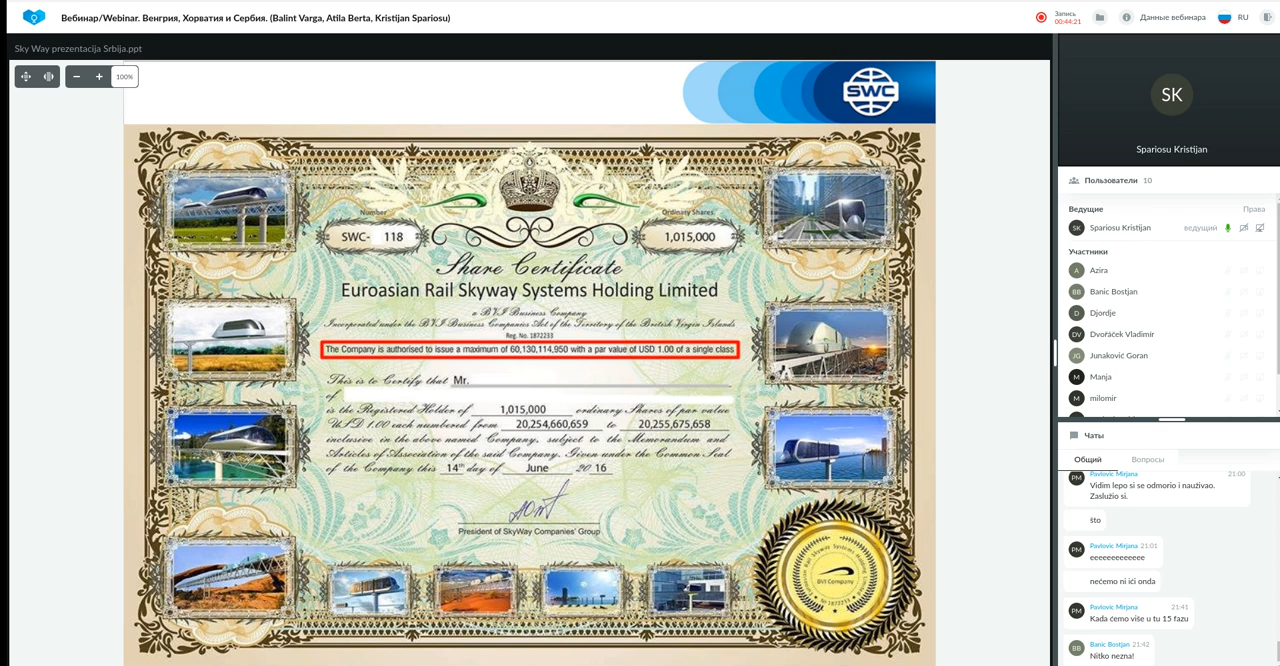 Вебинар/Webinar. Венгрия, Хорватия и Сербия. (Balint Varga, Atila Berta, Kristijan Spariosu)
Запись
00:44:21
Данные вебинара
RU
Sky Way prezentacija Srbija.ppt
100%
SWC
Number
Ordinary Shares
SWC- 118
1,015,000
Share Certificate
Euroasian Rail Skyway Systems Holding Limited
a BVI Business Company
Incorporated under the BVI Business Companies Act of the Territory of the British Virgin Islands
Reg. No. 1872233
The Company is authorised to issue a maximum of 60,130,114,950 with a par value of USD 1.00 of a single class
This is to Certify that Mr.
of
is the Registered Holder of 1,015,000 ordinary Shares of par value
USD 1.00 each numbered from 20,254,660,659 to 20,255,675,658
inclusive in the above named Company, subject to the Memorandum and
Articles of Association of the said Company. Given under the Common Seal
of the Company this 14th day of June 20 16
President of SkyWay Companies' Group
BVI Company
SK
Spariosu Kristijan
Пользователи 10
Ведущие
Права
SK Spariosu Kristijan ведущий
Участники
A Azira
BB Banic Bostjan
D Djordje
DV Dvořáček Vladimír
JG Junaković Goran
M Manja
M milomir
Чаты
Общий
Вопросы
PM Pavlovic Mirjana 21:00
Vidim lepo si se odmorio i nauživao.
Zaslužio si.
što
PM Pavlovic Mirjana 21:01
eeeeeeeeeeeee
nećemo ni ići onda
PM Pavlovic Mirjana 21:41
Kada ćemo više u tu 15 fazu
BB Banic Bostjan 21:42
Nitko nezna!